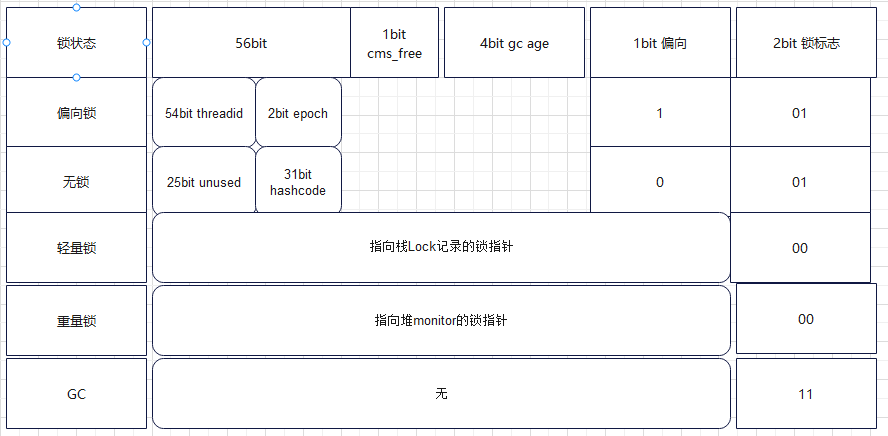 锁状态
56bit
1bit
cms_free
4bit gc age
1bit 偏向
2bit 锁标志
偏向锁
54bit threadid
2bit epoch
1
01
无锁
25bit unused
31bit
hashcode
0
01
轻量锁
指向栈Lock记录的锁指针
00
重量锁
指向堆monitor的锁指针
00
GC
无
11